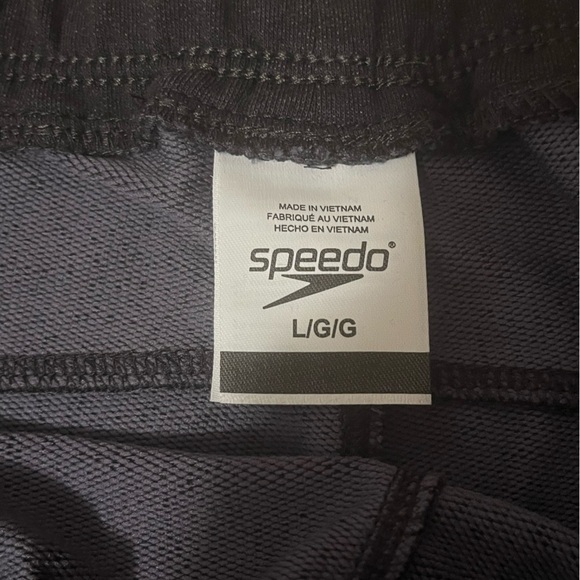 MADE IN VIETNAM
FABRIQUÉ AU VIETNAM
HECHO EN VIETNAM
speedo®
L/G/G